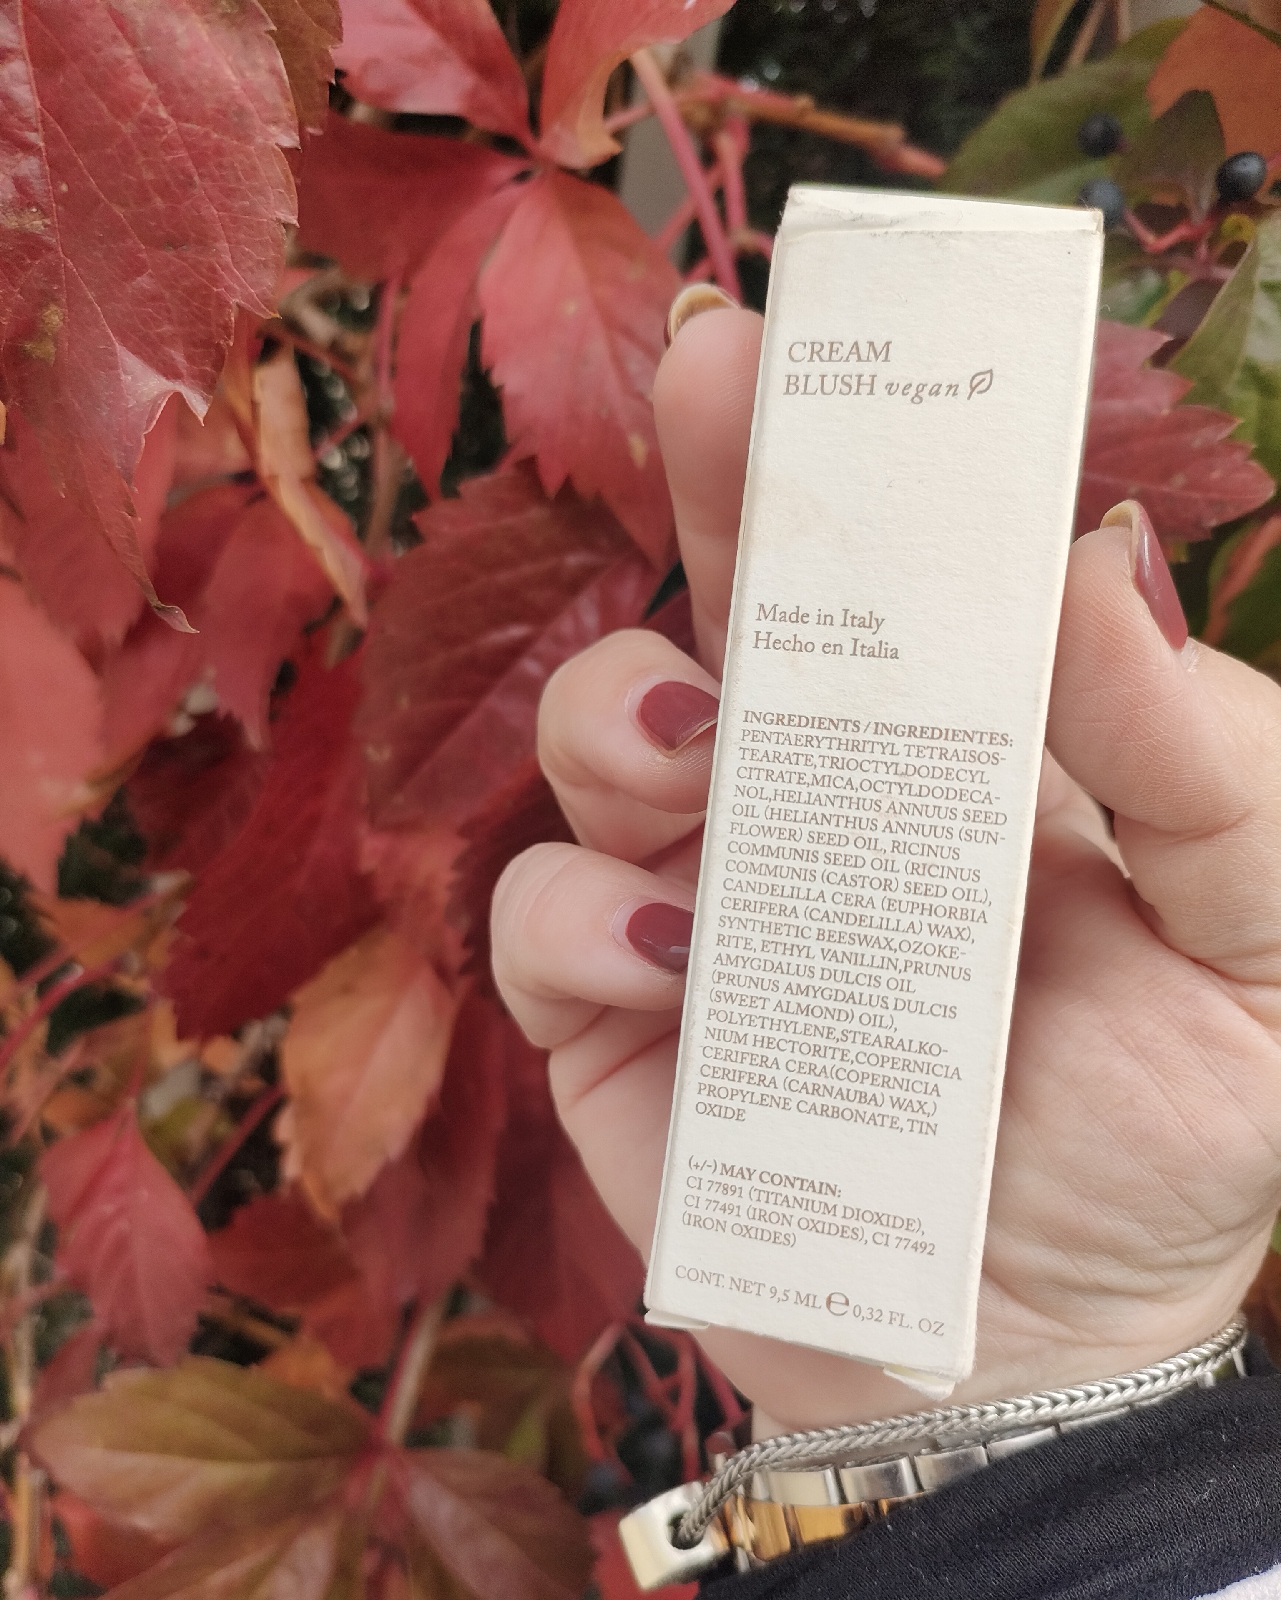 CREAM
BLUSH vegan
Made in Italy
Hecho en Italia
INGREDIENTS / INGREDIENTES:
PENTAERYTHRITYL TETRAISOS-
TEARATE,TRIOCTYLDODECYL
CITRATE,MICA,OCTYLDODECA-
NOL,HELIANTHUS ANNUUS SEED
OIL (HELIANTHUS ANNUUS (SUN-
FLOWER) SEED OIL, RICINUS
COMMUNIS SEED OIL (RICINUS
COMMUNIS (CASTOR) SEED OIL),
CANDELILLA CERA (EUPHORBIA
CERIFERA (CANDELILLA) WAX),
SYNTHETIC BEESWAX,OZOKE-
RITE, ETHYL VANILLIN,PRUNUS
AMYGDALUS DULCIS OIL
(PRUNUS AMYGDALUS DULCIS
(SWEET ALMOND) OIL),
POLYETHYLENE,STEARALKO-
NIUM HECTORITE,COPERNICIA
CERIFERA CERA(COPERNICIA
CERIFERA (CARNAUBA) WAX,)
PROPYLENE CARBONATE, TIN
OXIDE
(+/-) MAY CONTAIN:
CI 77891 (TITANIUM DIOXIDE),
CI 77491 (IRON OXIDES), CI 77492
(IRON OXIDES)
CONT. NET 9,5 ML ℮ 0,32 FL. OZ